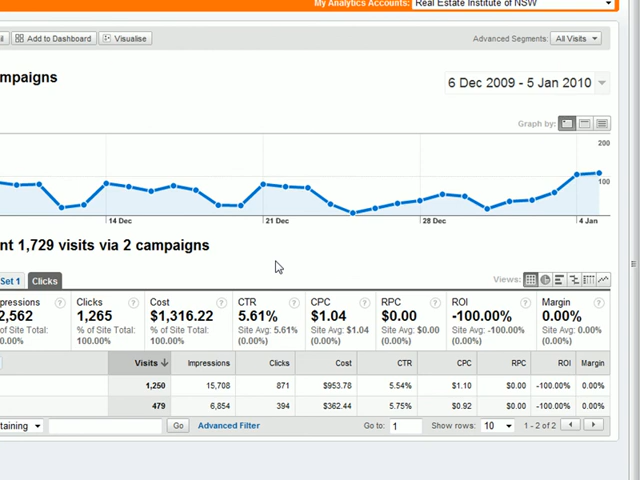 My Analytics Accounts: Real Estate Institute of NSW
Add to Dashboard Visualise
Advanced Segments: All Visits
mpaigns
6 Dec 2009 - 5 Jan 2010
Graph by:
200
100
14 Dec 21 Dec 28 Dec 4 Jan
nt 1,729 visits via 2 campaigns
Set 1 Clicks Views:
pressions ? Clicks ? Cost ? CTR ? CPC ? RPC ? ROI ? Margin ?
2,562 1,265 $1,316.22 5.61% $1.04 $0.00 -100.00% 0.00%
of Site Total: % of Site Total: % of Site Total: Site Avg: 5.61% Site Avg: $1.04 Site Avg: $0.00 Site Avg: -100.00% Site Avg: 0.00%
0.00% 100.00% 100.00% (0.00%) (0.00%) (0.00%) (0.00%) (0.00%)
Visits Impressions Clicks Cost CTR CPC RPC ROI Margin
1,250 15,708 871 $953.78 5.54% $1.10 $0.00 -100.00% 0.00%
479 6,854 394 $362.44 5.75% $0.92 $0.00 -100.00% 0.00%
taining Go Advanced Filter Go to: 1 Show rows: 10 1 - 2 of 2